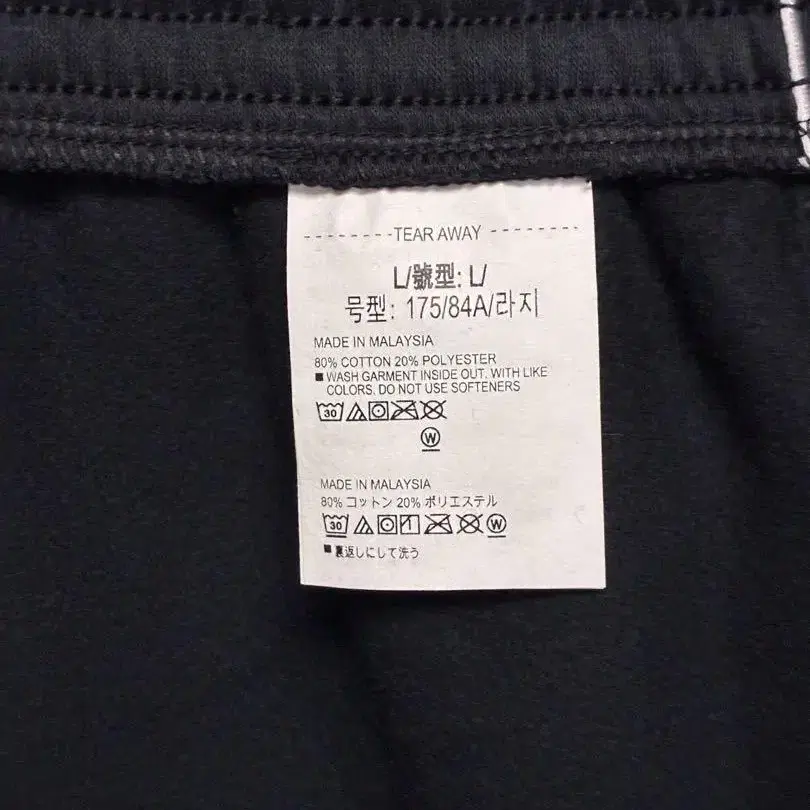 --------TEAR AWAY--------
L/號型: L/
号型: 175/84A/라지
MADE IN MALAYSIA
80% COTTON 20% POLYESTER
■ WASH GARMENT INSIDE OUT. WITH LIKE
COLORS. DO NOT USE SOFTENERS
30
W
MADE IN MALAYSIA
80% コットン 20% ポリエステル
30 W
■裏返しにして洗う